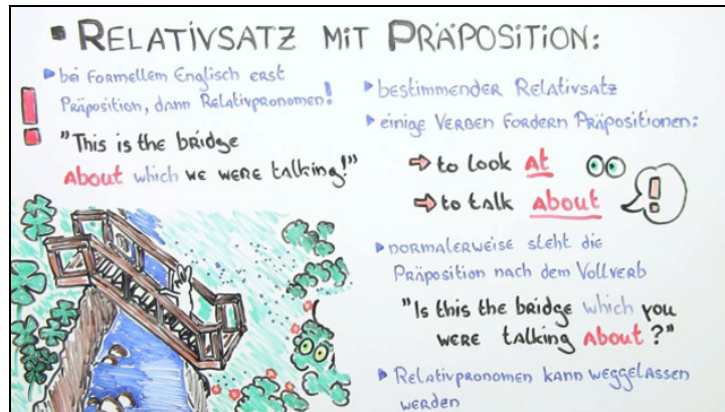 ▪ RELATIVSATZ MIT PRÄPOSITION:
▸ bei formellem Englisch erst
Präposition, dann Relativpronomen!
"This is the bridge
About which we were talking!"
▸ bestimmender Relativsatz
▸ einige Verben fordern Präpositionen:
⇨ to look At
⇨ to talk About
!
▸ normalerweise steht die
Präposition nach dem Vollverb
"Is this the bridge which you
were talking About?"
▸ Relativpronomen kann weggelassen
werden